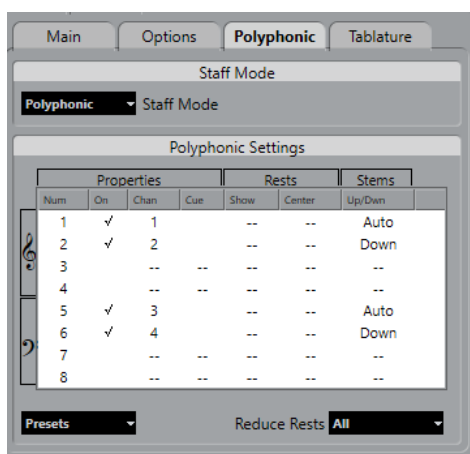 Main Options Polyphonic Tablature
Staff Mode
Polyphonic Staff Mode
Polyphonic Settings
Properties Rests Stems
Num On Chan Cue Show Center Up/Dwn
1 √ 1 -- -- Auto
2 √ 2 -- -- Down
3 -- -- -- -- --
4 -- -- -- -- --
5 √ 3 -- -- Auto
6 √ 4 -- -- Down
7 -- -- -- -- --
8 -- -- -- -- --
Presets Reduce Rests All